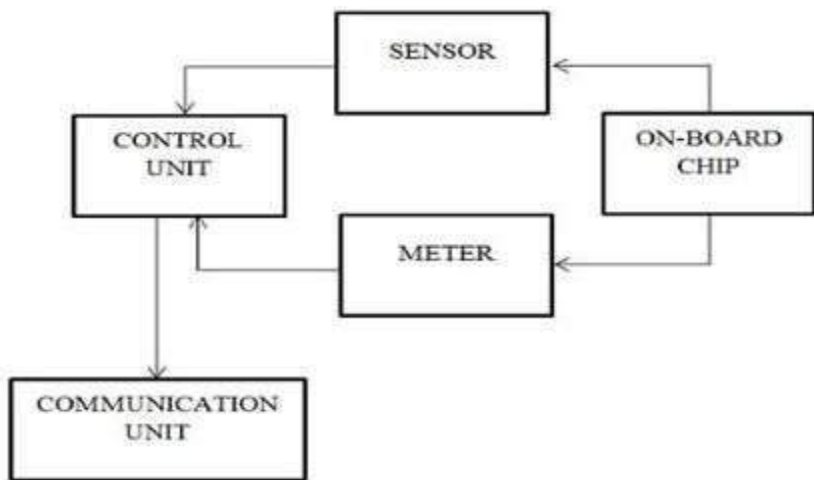 SENSOR
CONTROL
UNIT
ON-BOARD
CHIP
METER
COMMUNICATION
UNIT